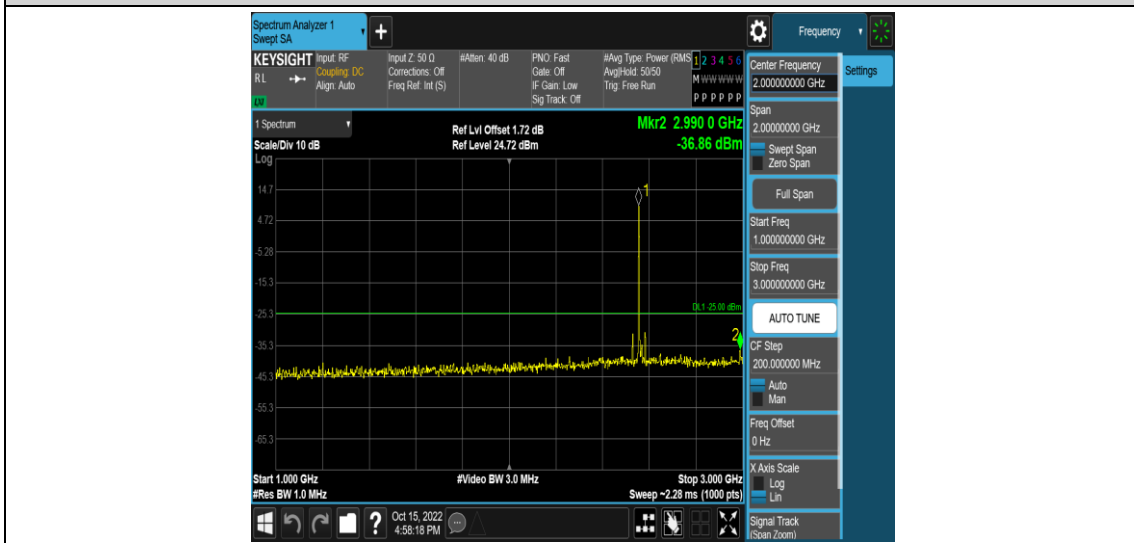 Spectrum Analyzer 1
Swept SA
+
Frequency
KEYSIGHT
RL
LXI
Input: RF
Coupling: DC
Align: Auto
Input Z: 50 Ω
Corrections: Off
Freq Ref: Int (S)
#Atten: 40 dB
PNO: Fast
Gate: Off
IF Gain: Low
Sig Track: Off
#Avg Type: Power (RMS
Avg|Hold: 50/50
Trig: Free Run
1 2 3 4 5 6
M W W W W W
P P P P P P
1 Spectrum
Scale/Div 10 dB
Log
Ref Lvl Offset 1.72 dB
Ref Level 24.72 dBm
Mkr2 2.990 0 GHz
-36.86 dBm
14.7
4.72
-5.28
-15.3
-25.3
-35.3
-45.3
-55.3
-65.3
1
DL1 -25.00 dBm
2
Start 1.000 GHz
#Res BW 1.0 MHz
#Video BW 3.0 MHz
Stop 3.000 GHz
Sweep ~2.28 ms (1000 pts)
Center Frequency
2.000000000 GHz
Settings
Span
2.00000000 GHz
Swept Span
Zero Span
Full Span
Start Freq
1.000000000 GHz
Stop Freq
3.000000000 GHz
AUTO TUNE
CF Step
200.000000 MHz
Auto
Man
Freq Offset
0 Hz
X Axis Scale
Log
Lin
Signal Track
(Span Zoom)
?
Oct 15, 2022
4:58:18 PM